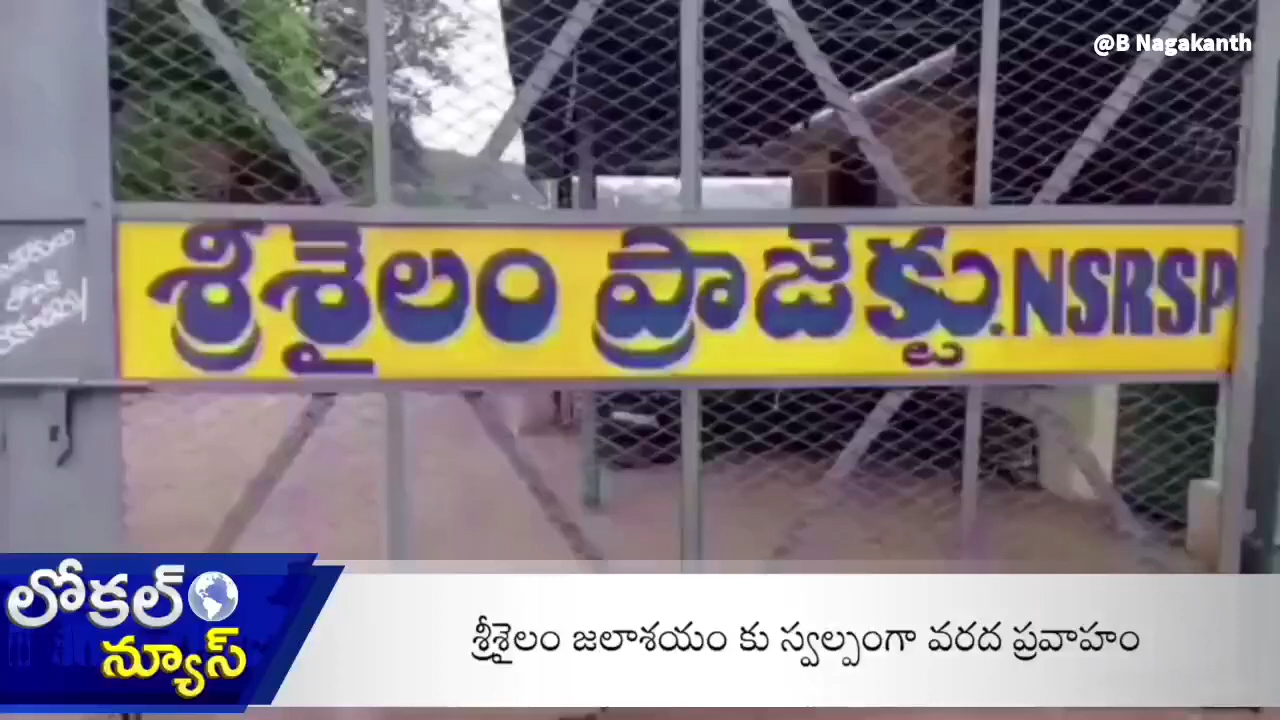 @B Nagakanth
శ్రీశైలం ప్రాజెక్టు.NSRSP
లోకల్
న్యూస్
శ్రీశైలం జలాశయం కు స్వల్పంగా వరద ప్రవాహం